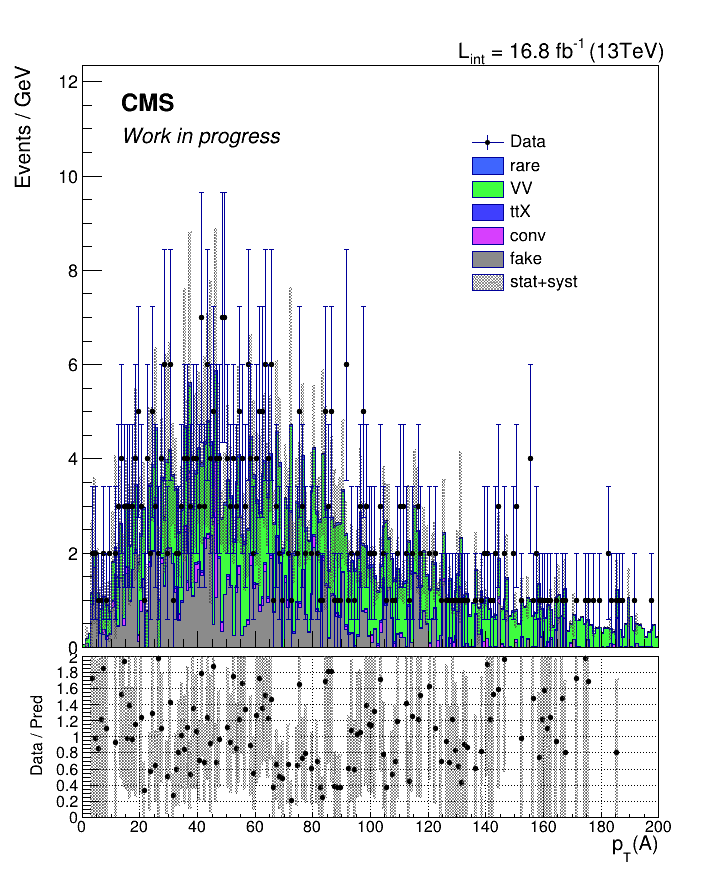 L_int = 16.8 fb^-1 (13TeV)
Events / GeV
CMS
Work in progress
12
10
8
6
4
2
0
Data
rare
VV
ttX
conv
fake
stat+syst
Data / Pred
2
1.8
1.6
1.4
1.2
1
0.8
0.6
0.4
0.2
0
0 20 40 60 80 100 120 140 160 180 200
p_T(A)